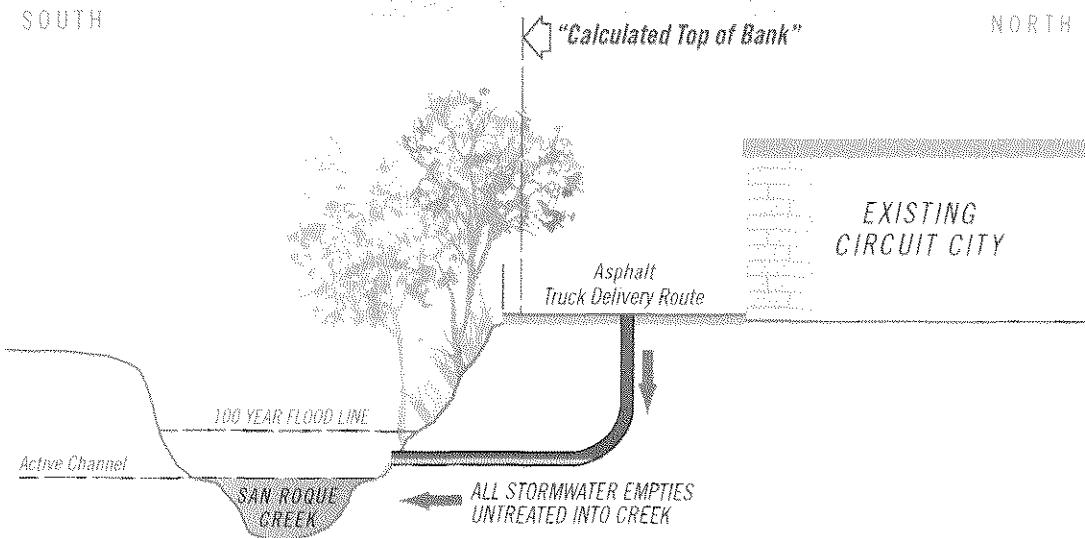 SOUTH
NORTH
"Calculated Top of Bank"
EXISTING
CIRCUIT CITY
Asphalt
Truck Delivery Route
100 YEAR FLOOD LINE
Active Channel
SAN ROQUE
CREEK
ALL STORMWATER EMPTIES
UNTREATED INTO CREEK